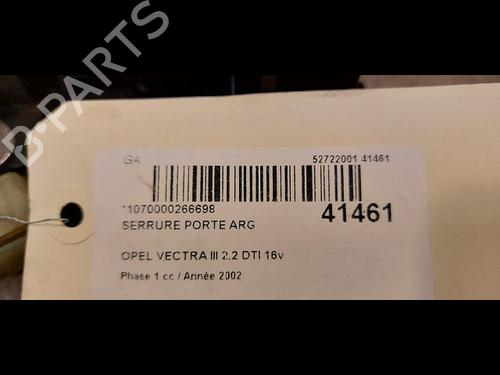 B-PARTS
G4
52722001 41461
*1070000266698
41461
SERRURE PORTE ARG
OPEL VECTRA III 2.2 DTI 16v
Phase 1 cc / Année 2002